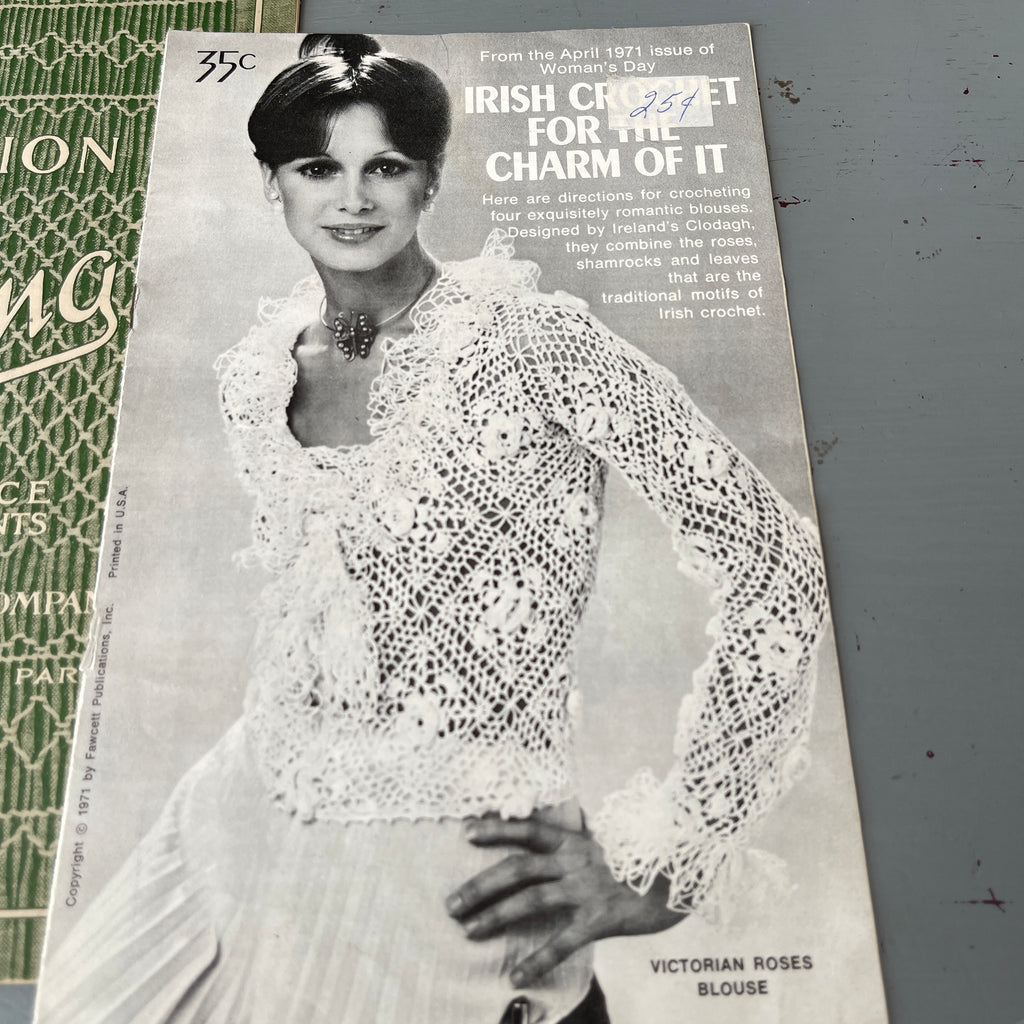 35c
From the April 1971 issue of
Woman's Day
IRISH CROCHET
25¢
FOR THE
CHARM OF IT
Here are directions for crocheting
four exquisitely romantic blouses.
Designed by Ireland's Clodagh,
they combine the roses,
shamrocks and leaves
that are the
traditional motifs of
Irish crochet.
VICTORIAN ROSES
BLOUSE
Copyright © 1971 by Fawcett Publications, Inc. Printed in U.S.A.
ION
ng
CE
NTS
OMPAN
PAR